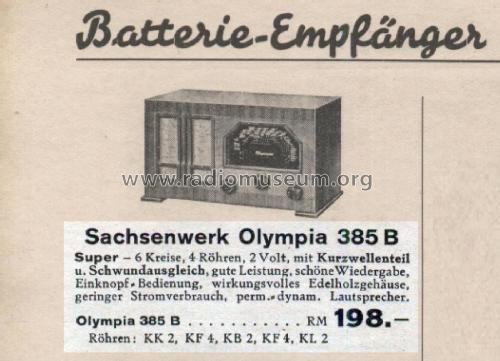 Batterie-Empfänger
Olympia
www.radiomuseum.org
Sachsenwerk Olympia 385 B
Super – 6 Kreise, 4 Röhren, 2 Volt, mit Kurzwellenteil
u. Schwundausgleich, gute Leistung, schöne Wiedergabe,
Einknopf-Bedienung, wirkungsvolles Edelholzgehäuse,
geringer Stromverbrauch, perm.-dynam. Lautsprecher.
Olympia 385 B . . . . . . . . . . . RM 198.–
Röhren: KK 2, KF 4, KB 2, KF 4, KL 2